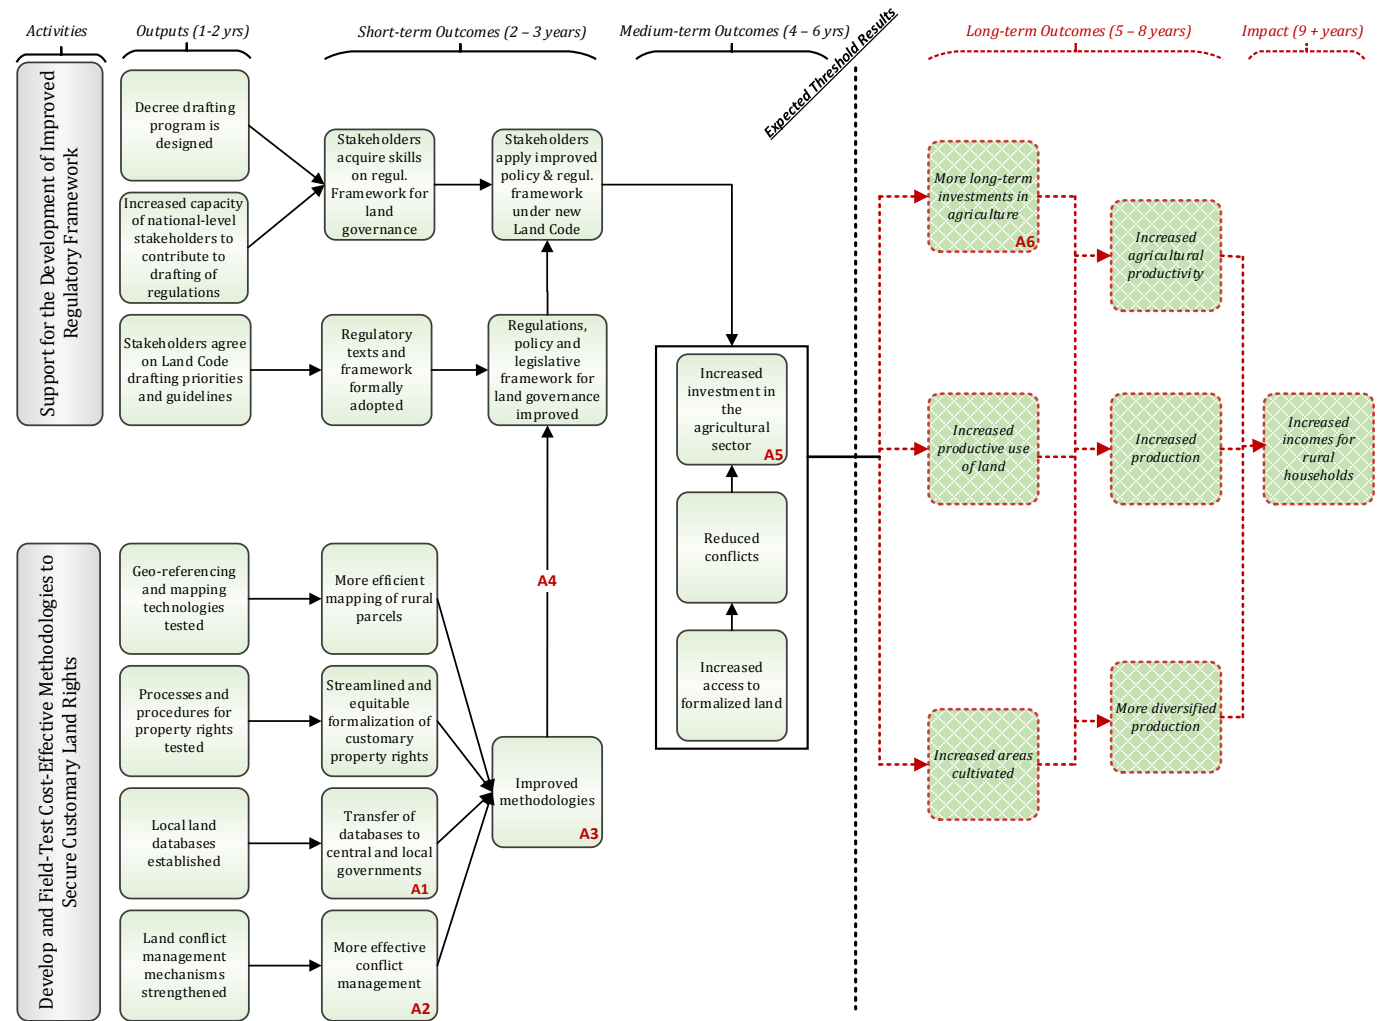 Activities
Outputs (1-2 yrs)
Short-term Outcomes (2 – 3 years)
Medium-term Outcomes (4 – 6 yrs)
Expected Threshold Results
Long-term Outcomes (5 – 8 years)
Impact (9 + years)
Support for the Development of Improved
Regulatory Framework
Decree drafting
program is
designed
Increased capacity
of national-level
stakeholders to
contribute to
drafting of
regulations
Stakeholders agree
on Land Code
drafting priorities
and guidelines
Stakeholders
acquire skills
on regul.
Framework for
land
governance
Regulatory
texts and
framework
formally
adopted
Stakeholders
apply improved
policy & regul.
framework
under new
Land Code
Regulations,
policy and
legislative
framework for
land governance
improved
Develop and Field-Test Cost-Effective Methodologies to
Secure Customary Land Rights
Geo-referencing
and mapping
technologies
tested
Processes and
procedures for
property rights
tested
Local land
databases
established
Land conflict
management
mechanisms
strengthened
More efficient
mapping of rural
parcels
Streamlined and
equitable
formalization of
customary
property rights
Transfer of
databases to
central and local
governments
A1
More effective
conflict
management
A2
A4
Improved
methodologies
A3
Increased
investment in
the
agricultural
sector
A5
Reduced
conflicts
Increased
access to
formalized land
More long-term
investments in
agriculture
A6
Increased
productive use
of land
Increased areas
cultivated
Increased
agricultural
productivity
Increased
production
More diversified
production
Increased
incomes for
rural
households